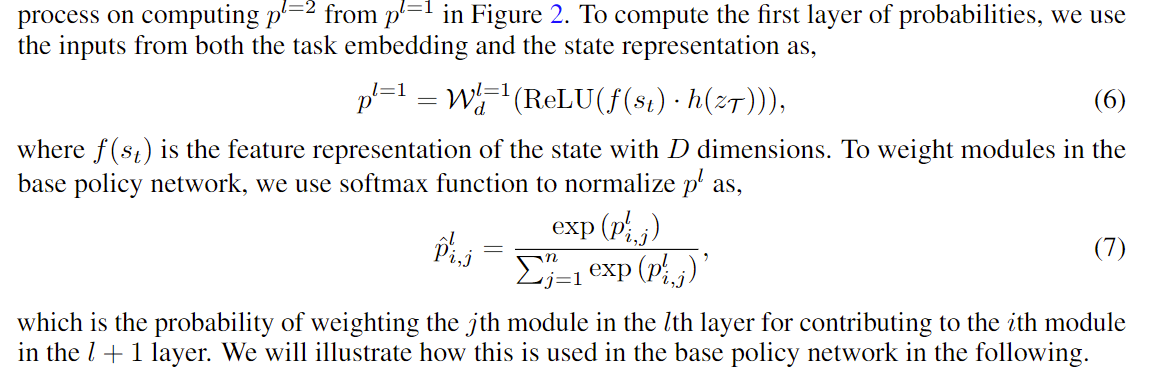 process on computing $p^{l=2}$ from $p^{l=1}$ in Figure 2. To compute the first layer of probabilities, we use
the inputs from both the task embedding and the state representation as,
$p^{l=1} = \mathcal{W}_d^{l=1}(\mathrm{ReLU}(f(s_t) \cdot h(z_{\mathcal{T}}))),$ (6)
where $f(s_t)$ is the feature representation of the state with $D$ dimensions. To weight modules in the
base policy network, we use softmax function to normalize $p^l$ as,
$\hat{p}_{i,j}^l = \frac{\exp(p_{i,j}^l)}{\sum_{j=1}^n \exp(p_{i,j}^l)},$ (7)
which is the probability of weighting the $j$th module in the $l$th layer for contributing to the $i$th module
in the $l+1$ layer. We will illustrate how this is used in the base policy network in the following.